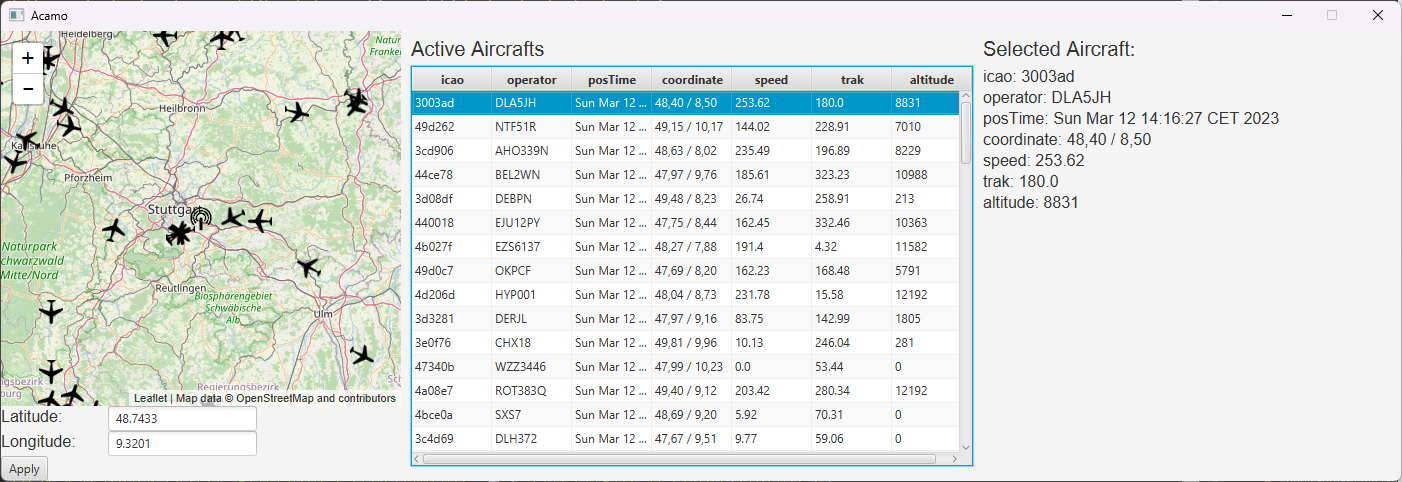 Acamo
Heidelberg
Naturpark
Franken
+
−
Heilbronn
Karlsruhe
Pforzheim
Stuttgart
Naturpark
chwarzwald
Mitte/Nord
Reutlingen
Biosphärengebiet
Schwäbische
Alb
Ulm
Regierungsbezirk
Leaflet | Map data © OpenStreetMap and contributors
Latitude: 48.7433
Longitude: 9.3201
Apply
Active Aircrafts
icao operator posTime coordinate speed trak altitude
3003ad DLA5JH Sun Mar 12 ... 48,40 / 8,50 253.62 180.0 8831
49d262 NTF51R Sun Mar 12 ... 49,15 / 10,17 144.02 228.91 7010
3cd906 AHO339N Sun Mar 12 ... 48,63 / 8,02 235.49 196.89 8229
44ce78 BEL2WN Sun Mar 12 ... 47,97 / 9,76 185.61 323.23 10988
3d08df DEBPN Sun Mar 12 ... 49,48 / 8,23 26.74 258.91 213
440018 EJU12PY Sun Mar 12 ... 47,75 / 8,44 162.45 332.46 10363
4b027f EZS6137 Sun Mar 12 ... 48,27 / 7,88 191.4 4.32 11582
49d0c7 OKPCF Sun Mar 12 ... 47,69 / 8,20 162.23 168.48 5791
4d206d HYP001 Sun Mar 12 ... 48,04 / 8,73 231.78 15.58 12192
3d3281 DERJL Sun Mar 12 ... 47,97 / 9,16 83.75 142.99 1805
3e0f76 CHX18 Sun Mar 12 ... 49,81 / 9,96 10.13 246.04 281
47340b WZZ3446 Sun Mar 12 ... 47,99 / 10,23 0.0 53.44 0
4a08e7 ROT383Q Sun Mar 12 ... 49,40 / 9,12 203.42 280.34 12192
4bce0a SXS7 Sun Mar 12 ... 48,69 / 9,20 5.92 70.31 0
3c4d69 DLH372 Sun Mar 12 ... 47,67 / 9,51 9.77 59.06 0
Selected Aircraft:
icao: 3003ad
operator: DLA5JH
posTime: Sun Mar 12 14:16:27 CET 2023
coordinate: 48,40 / 8,50
speed: 253.62
trak: 180.0
altitude: 8831